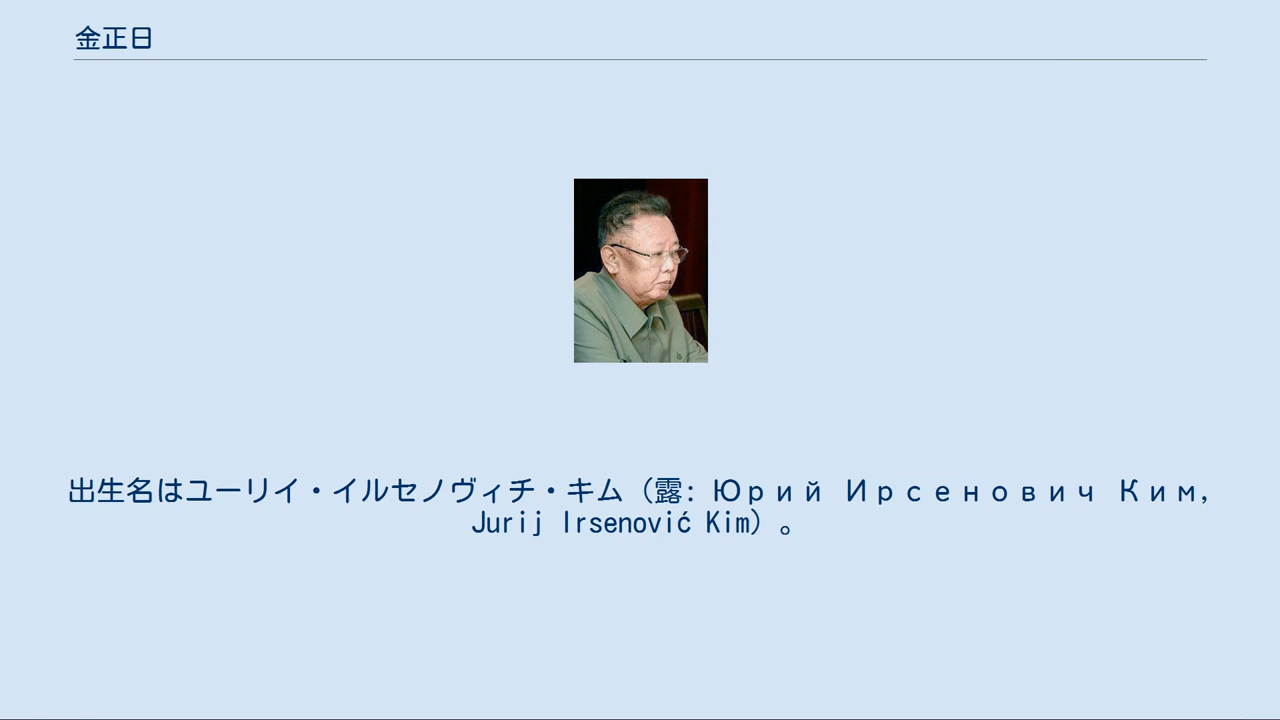 金正日
出生名はユーリイ・イルセノヴィチ・キム（露: Юрий Ирсенович Ким,
Jurij Irsenović Kim）。